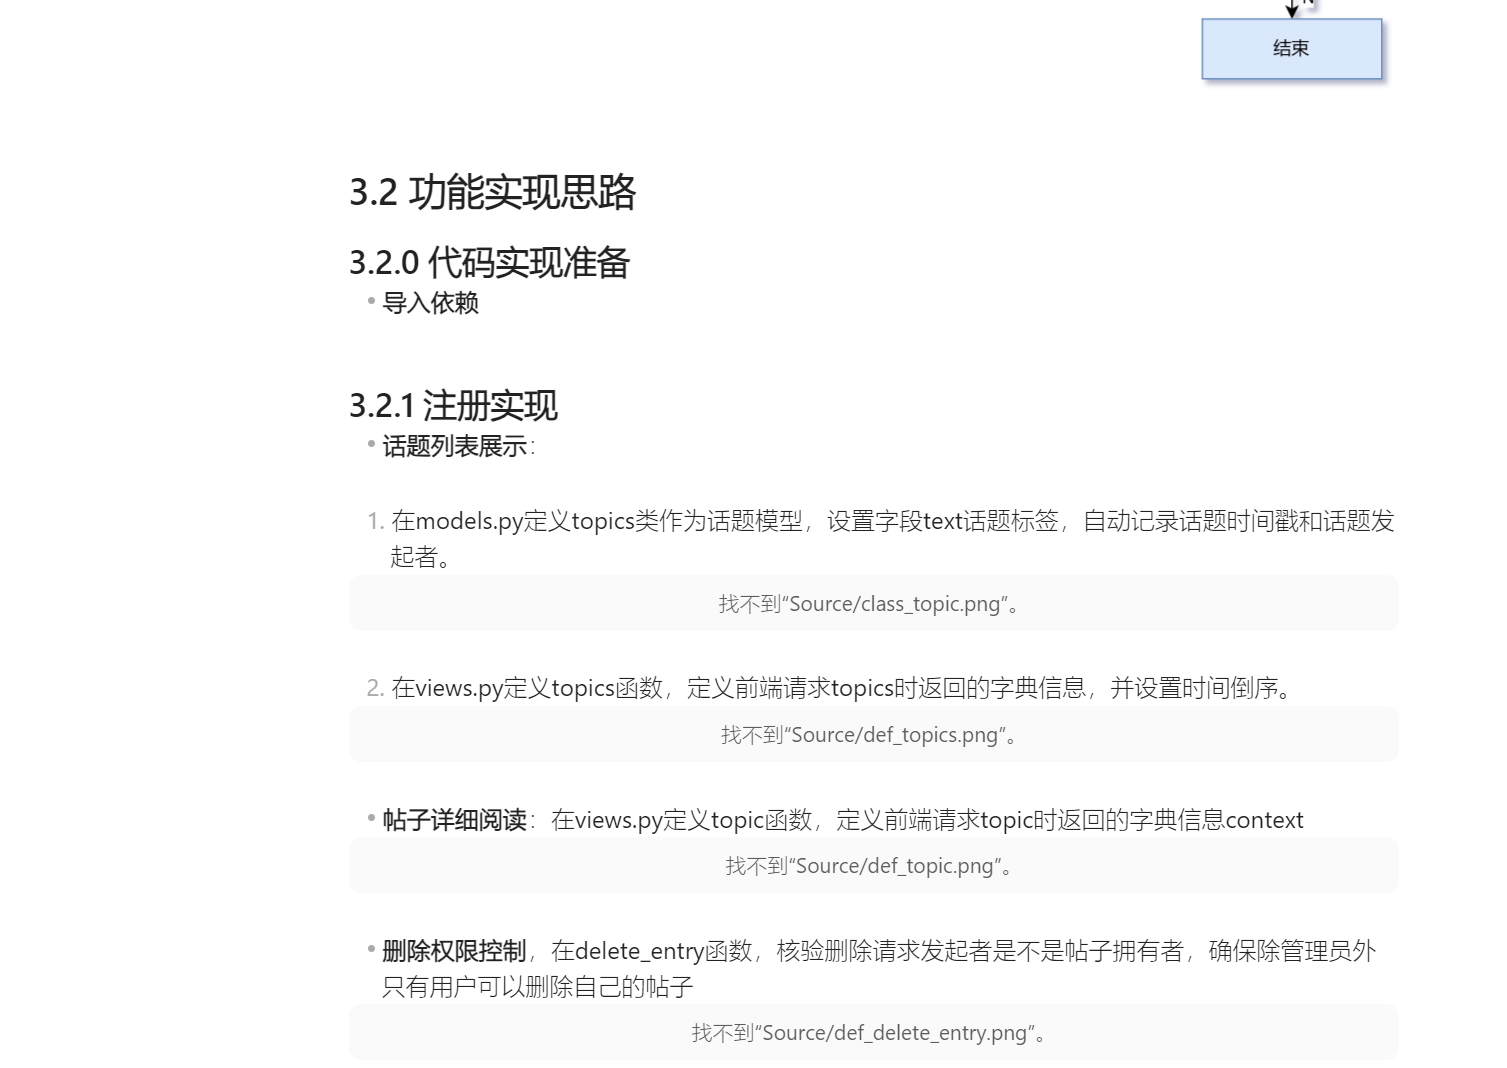 结束
3.2 功能实现思路
3.2.0 代码实现准备
• 导入依赖
3.2.1 注册实现
• 话题列表展示：
1. 在models.py定义topics类作为话题模型，设置字段text话题标签，自动记录话题时间戳和话题发
起者。
找不到“Source/class_topic.png”。
2. 在views.py定义topics函数，定义前端请求topics时返回的字典信息，并设置时间倒序。
找不到“Source/def_topics.png”。
• 帖子详细阅读：在views.py定义topic函数，定义前端请求topic时返回的字典信息context
找不到“Source/def_topic.png”。
• 删除权限控制，在delete_entry函数，核验删除请求发起者是不是帖子拥有者，确保除管理员外
只有用户可以删除自己的帖子
找不到“Source/def_delete_entry.png”。